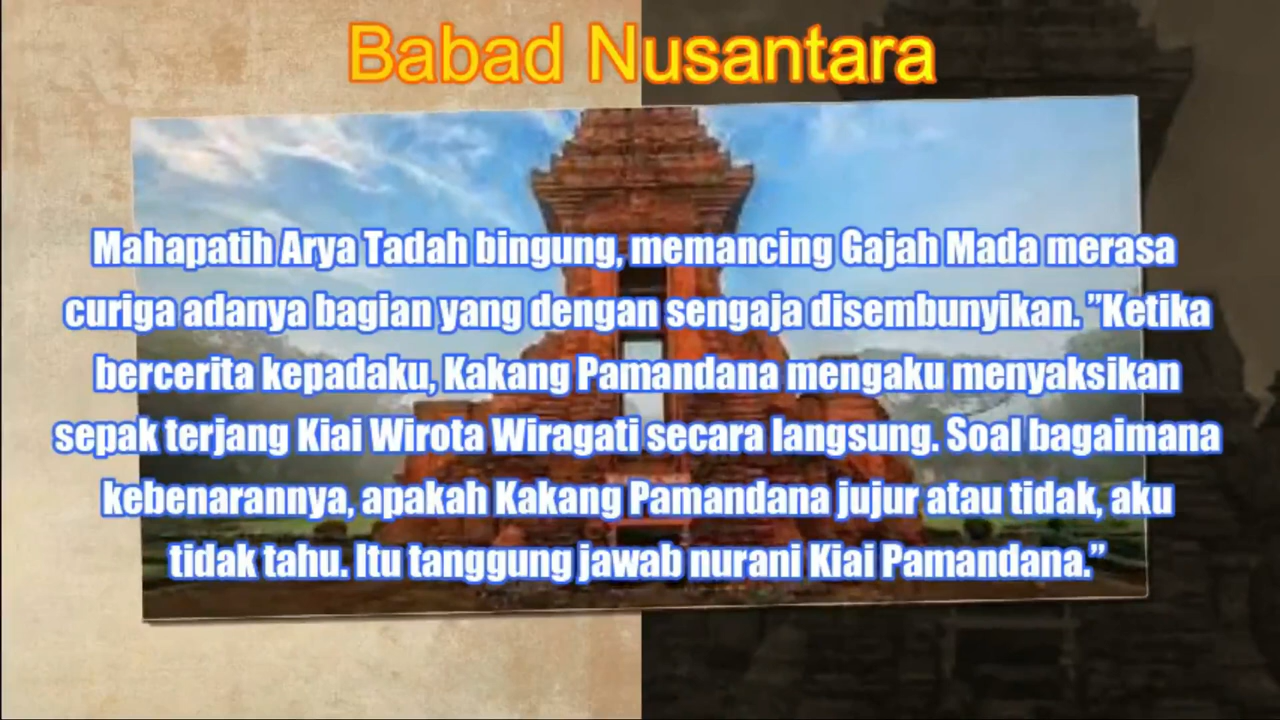 Babad Nusantara
Mahapatih Arya Tadah bingung, memancing Gajah Mada merasa
curiga adanya bagian yang dengan sengaja disembunyikan. ”Ketika
bercerita kepadaku, Kakang Pamandana mengaku menyaksikan
sepak terjang Kiai Wirota Wiragati secara langsung. Soal bagaimana
kebenarannya, apakah Kakang Pamandana jujur atau tidak, aku
tidak tahu. Itu tanggung jawab nurani Kiai Pamandana.”